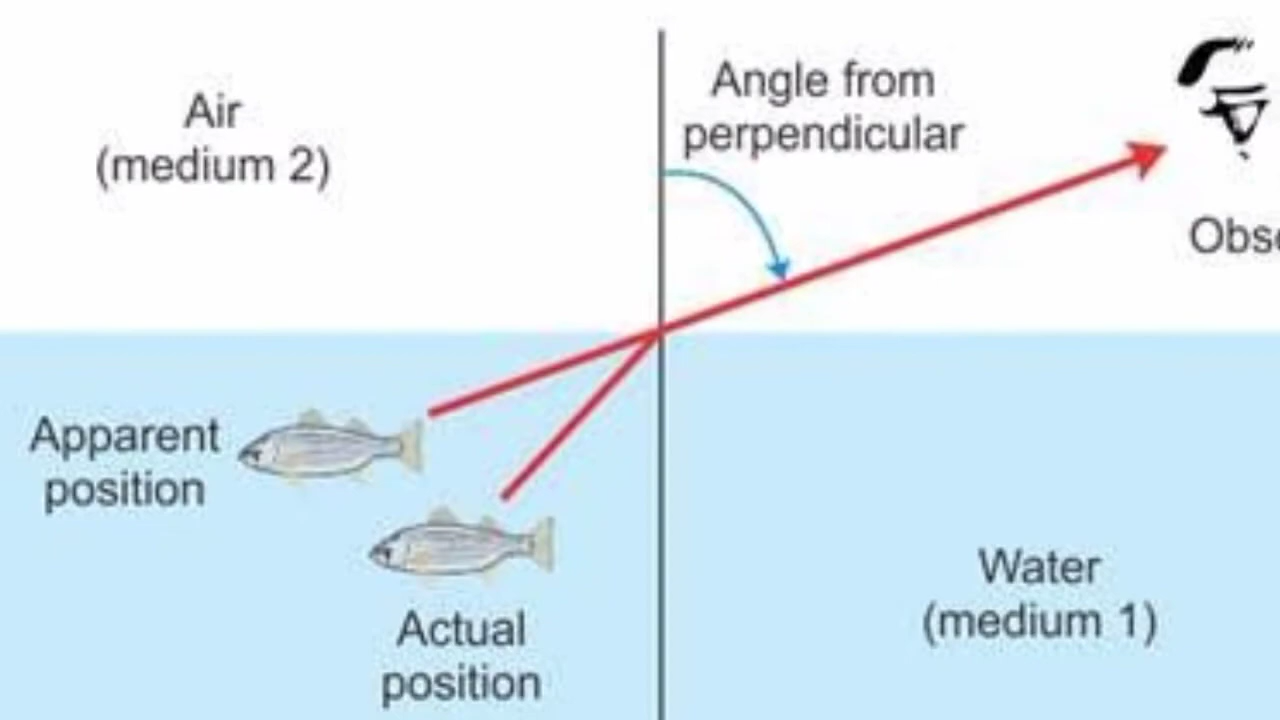 Air
(medium 2)
Angle from
perpendicular
Apparent
position
Actual
position
Water
(medium 1)